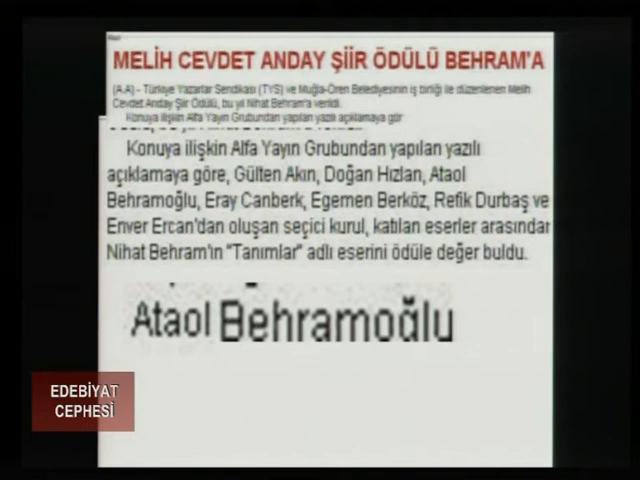 MELİH CEVDET ANDAY ŞİİR ÖDÜLÜ BEHRAM'A
(A.A) - Türkiye Yazarlar Sendikası (TYS) ve Muğla-Ören Belediyesinin iş birliği ile düzenlenen Melih
Cevdet Anday Şiir Ödülü, bu yıl Nihat Behram'a verildi.
Konuya ilişkin Alfa Yayın Grubundan yapılan yazılı açıklamaya gör
Konuya ilişkin Alfa Yayın Grubundan yapılan yazılı
açıklamaya göre, Gülten Akın, Doğan Hızlan, Ataol
Behramoğlu, Eray Canberk, Egemen Berköz, Refik Durbaş ve
Enver Ercan'dan oluşan seçici kurul, katılan eserler arasından
Nihat Behram'ın "Tanımlar" adlı eserini ödüle değer buldu.
Ataol Behramoğlu
EDEBİYAT
CEPHESİ